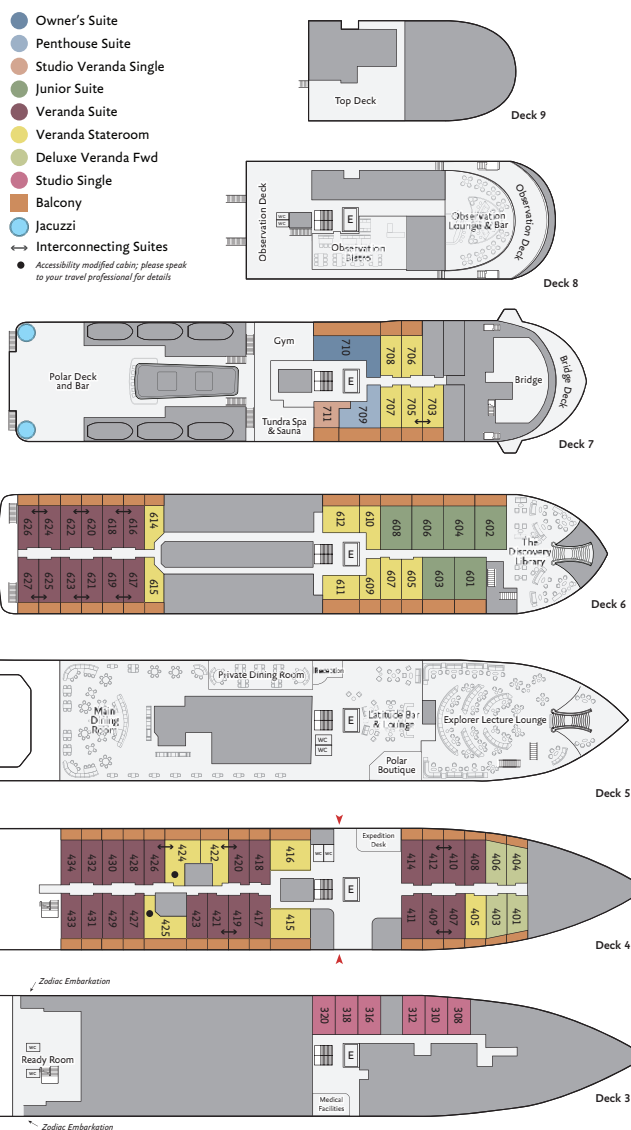 Owner's Suite
Penthouse Suite
Studio Veranda Single
Junior Suite
Veranda Suite
Veranda Stateroom
Deluxe Veranda Fwd
Studio Single
Balcony
Jacuzzi
Interconnecting Suites
Accessibility modified cabin; please speak
to your travel professional for details
Top Deck
Deck 9
Observation Deck
WC
WC
E
Observation
Bistro
Observation
Lounge & Bar
Observation Deck
Deck 8
Polar Deck
and Bar
Gym
Tundra Spa
& Sauna
710
708
706
E
711
709
707
705
703
Bridge
Bridge Deck
Deck 7
626
624
622
620
618
616
614
612
610
608
606
604
602
E
627
625
623
621
619
617
615
611
609
607
605
603
601
The
Discovery
Library
Deck 6
Main
Dining
Room
Private Dining Room
Reception
E
WC
WC
Latitude Bar
& Lounge
Polar
Boutique
Explorer Lecture Lounge
Deck 5
434
432
430
428
426
424
422
420
418
416
WC
WC
Expedition
Desk
414
412
410
408
406
404
E
433
431
429
427
425
423
421
419
417
415
411
409
407
405
403
401
Deck 4
Zodiac Embarkation
320
318
316
312
310
308
WC
Ready Room
WC
E
Medical
Facilities
Deck 3
Zodiac Embarkation